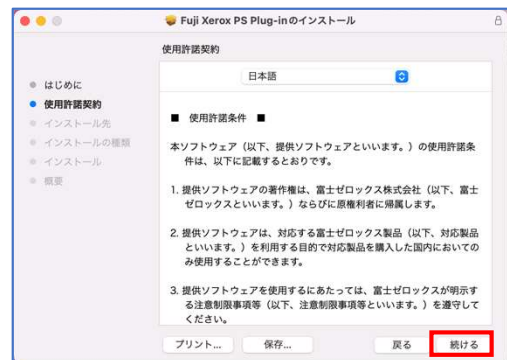 Fuji Xerox PS Plug-inのインストール
使用許諾契約
はじめに
使用許諾契約
インストール先
インストールの種類
インストール
概要
日本語
■ 使用許諾条件 ■
本ソフトウェア（以下、提供ソフトウェアといいます。）の使用許諾条
件は、以下に記載するとおりです。
1. 提供ソフトウェアの著作権は、富士ゼロックス株式会社（以下、富士
ゼロックスといいます。）ならびに原権利者に帰属します。
2. 提供ソフトウェアは、対応する富士ゼロックス製品（以下、対応製品
といいます。）を利用する目的で対応製品を購入した国内においての
み使用することができます。
3. 提供ソフトウェアを使用するにあたっては、富士ゼロックスが明示す
る注意制限事項等（以下、注意制限事項等といいます。）を遵守して
ください。
プリント... 保存... 戻る 続ける